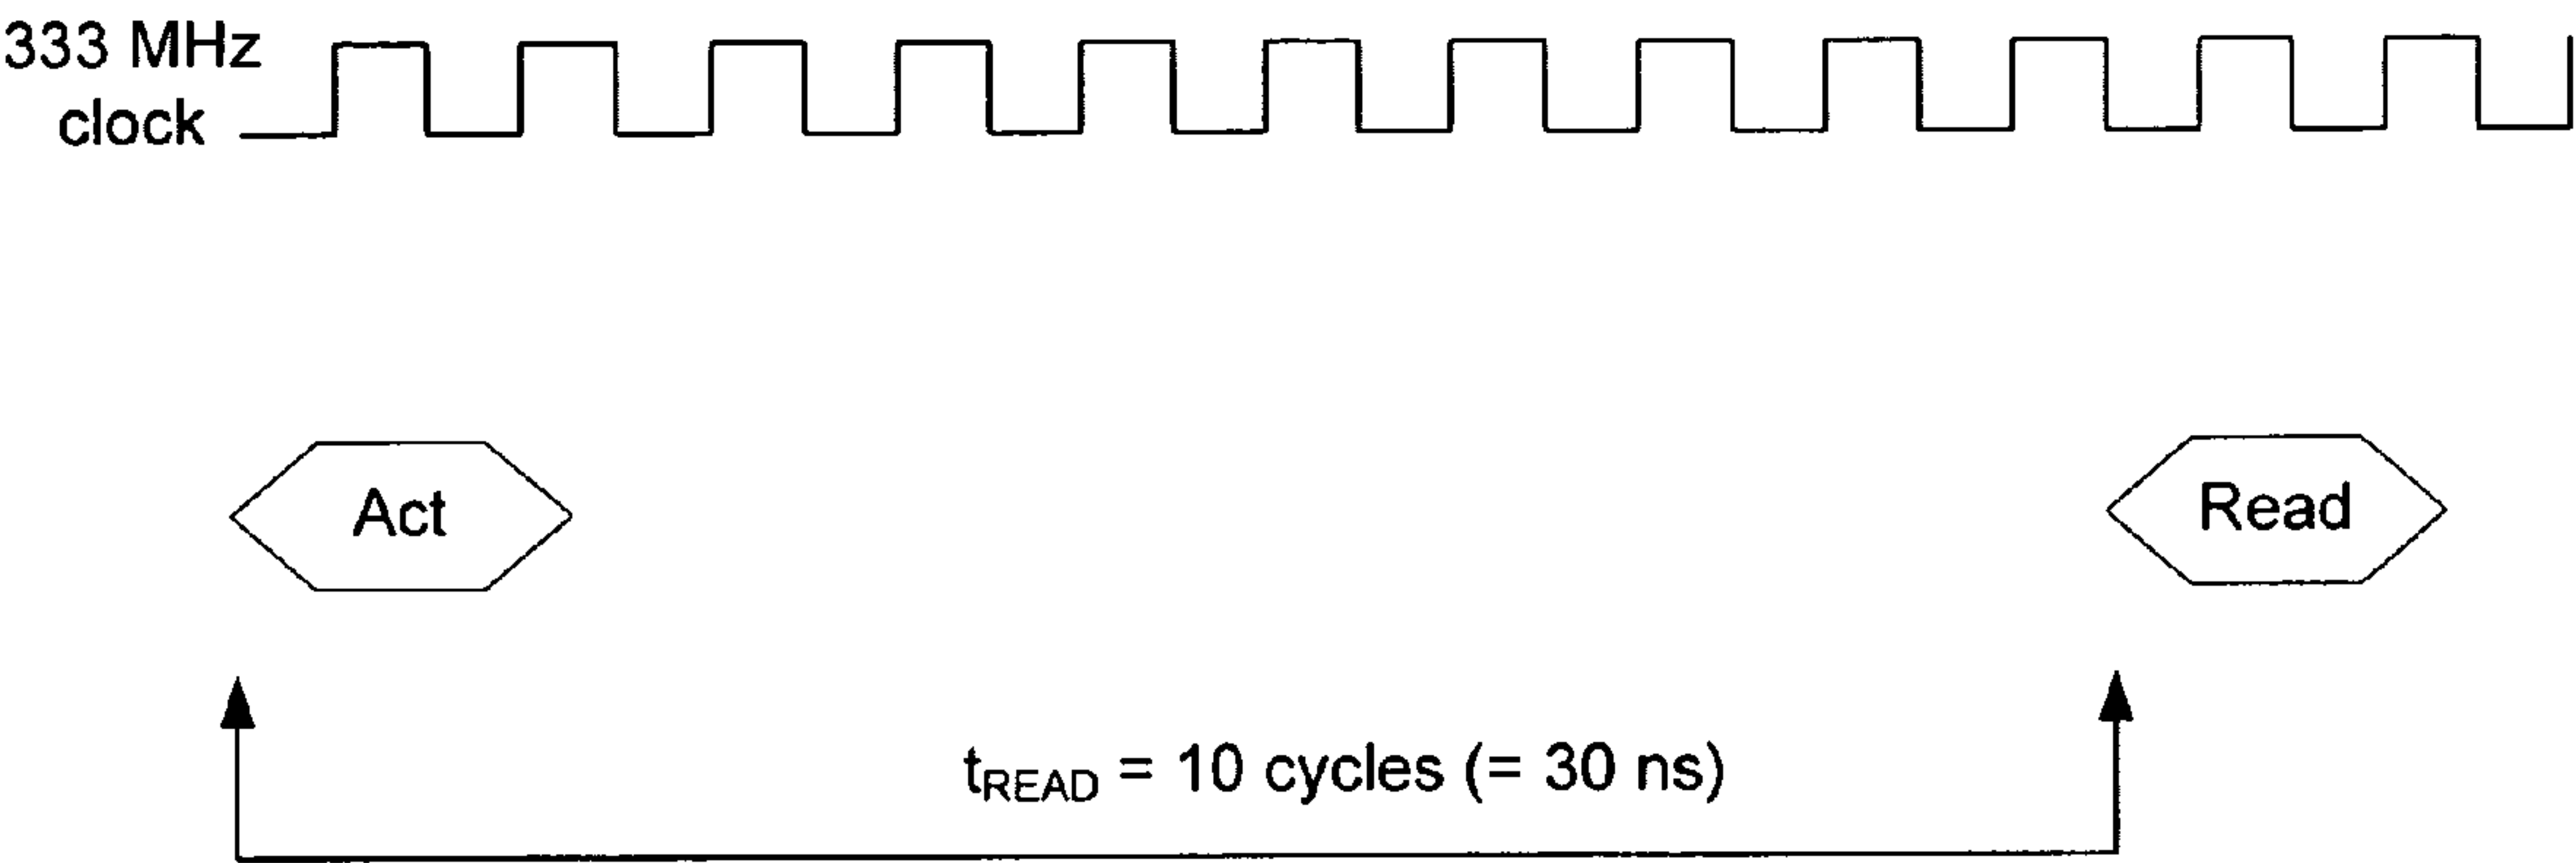 333 MHz
clock
Act
Read
tREAD = 10 cycles (= 30 ns)